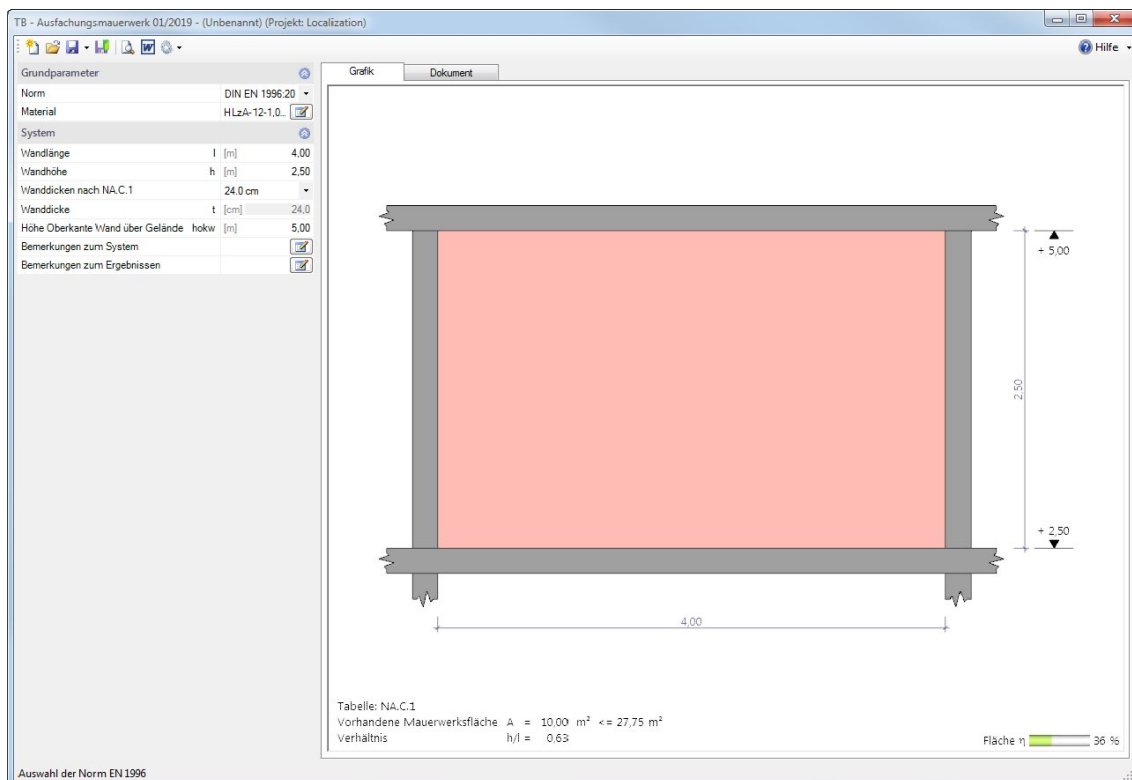 TB - Ausfachungsmauerwerk 01/2019 - (Unbenannt) (Projekt: Localization)
Hilfe
Grundparameter
Norm DIN EN 1996:20
Material HLzA-12-1,0...
System
Wandlänge l [m] 4,00
Wandhöhe h [m] 2,50
Wanddicken nach NA.C.1 24.0 cm
Wanddicke t [cm] 24,0
Höhe Oberkante Wand über Gelände hokw [m] 5,00
Bemerkungen zum System
Bemerkungen zum Ergebnissen
Grafik Dokument
+ 5,00
2,50
+ 2,50
4,00
Tabelle: NA.C.1
Vorhandene Mauerwerksfläche A = 10,00 m² <= 27,75 m²
Verhältnis h/l = 0,63
Fläche η 36 %
Auswahl der Norm EN 1996